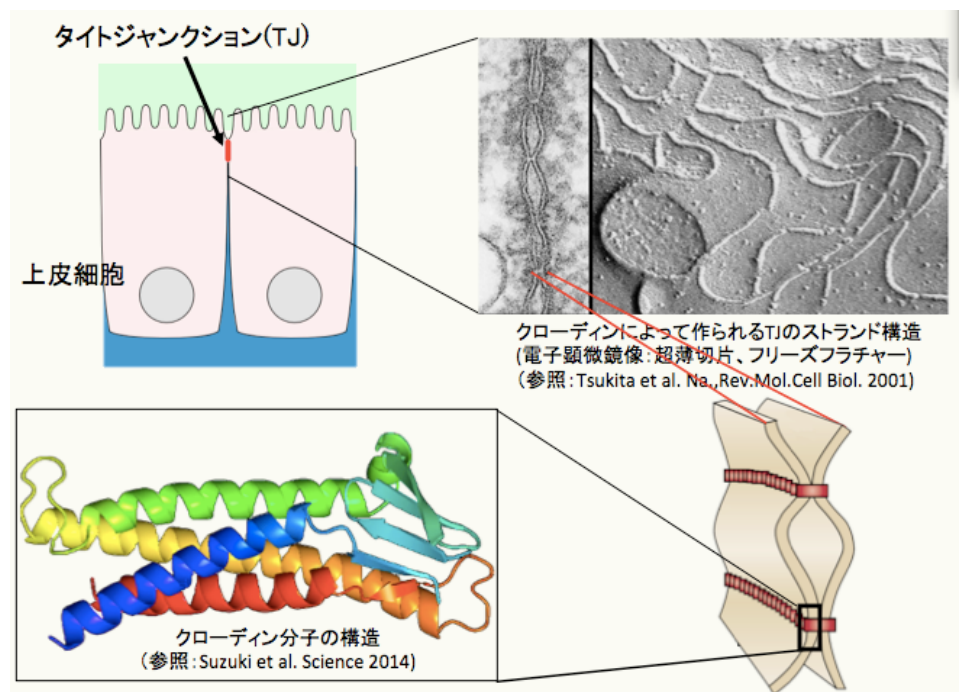 タイトジャンクション(TJ)
上皮細胞
クローディンによって作られるTJのストランド構造
(電子顕微鏡像：超薄切片、フリーズフラチャー)
（参照：Tsukita et al. Na.,Rev.Mol.Cell Biol. 2001)
クローディン分子の構造
（参照：Suzuki et al. Science 2014)